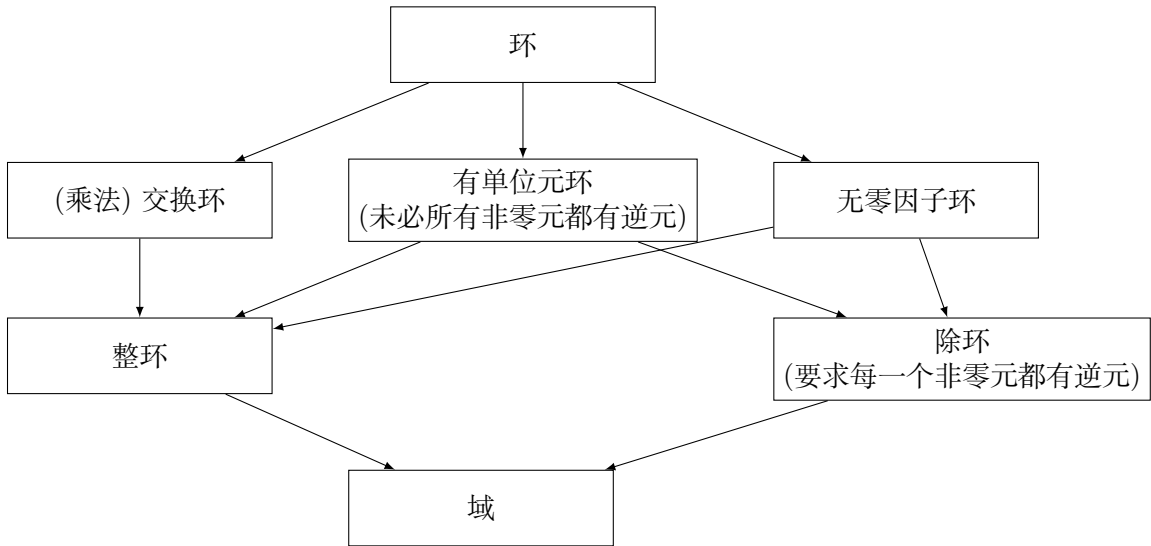 环
(乘法) 交换环
有单位元环
(未必所有非零元都有逆元)
无零因子环
整环
除环
(要求每一个非零元都有逆元)
域